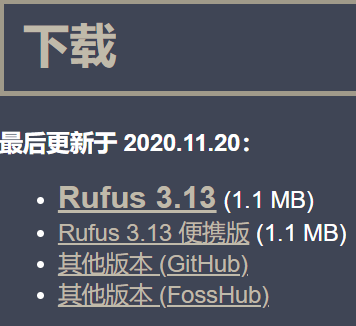 下载
最后更新于 2020.11.20：
Rufus 3.13 (1.1 MB)
Rufus 3.13 便携版 (1.1 MB)
其他版本 (GitHub)
其他版本 (FossHub)